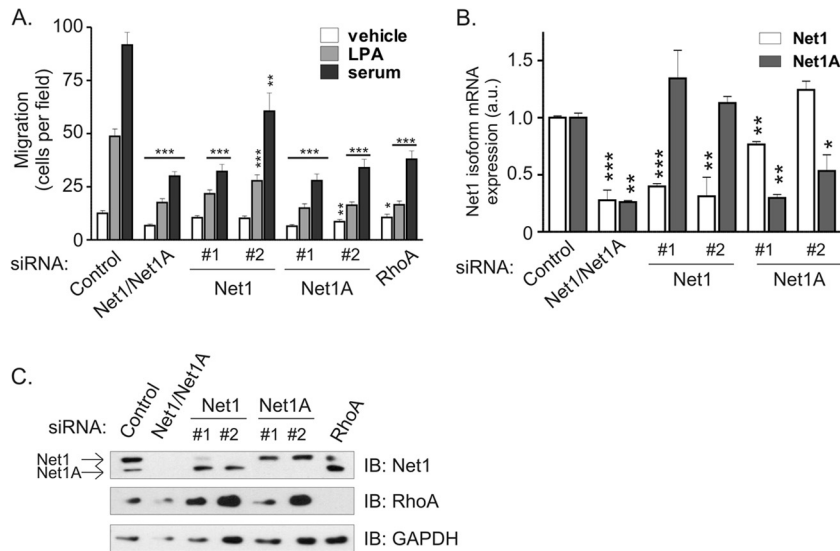 A.
vehicle
LPA
serum
Migration
(cells per field)
100
75
50
25
0
***
***
***
**
***
***
**
***
*
***
siRNA:
Control
Net1/Net1A
#1 #2
Net1
#1 #2
Net1A
RhoA
B.
Net1
Net1A
Net1 isoform mRNA
expression (a.u.)
1.5
1.0
0.5
0
***
**
***
**
**
**
*
siRNA:
Control
Net1/Net1A
#1 #2
Net1
#1 #2
Net1A
C.
siRNA:
Control
Net1/Net1A
Net1
#1 #2
Net1A
#1 #2
RhoA
Net1
Net1A
IB: Net1
IB: RhoA
IB: GAPDH